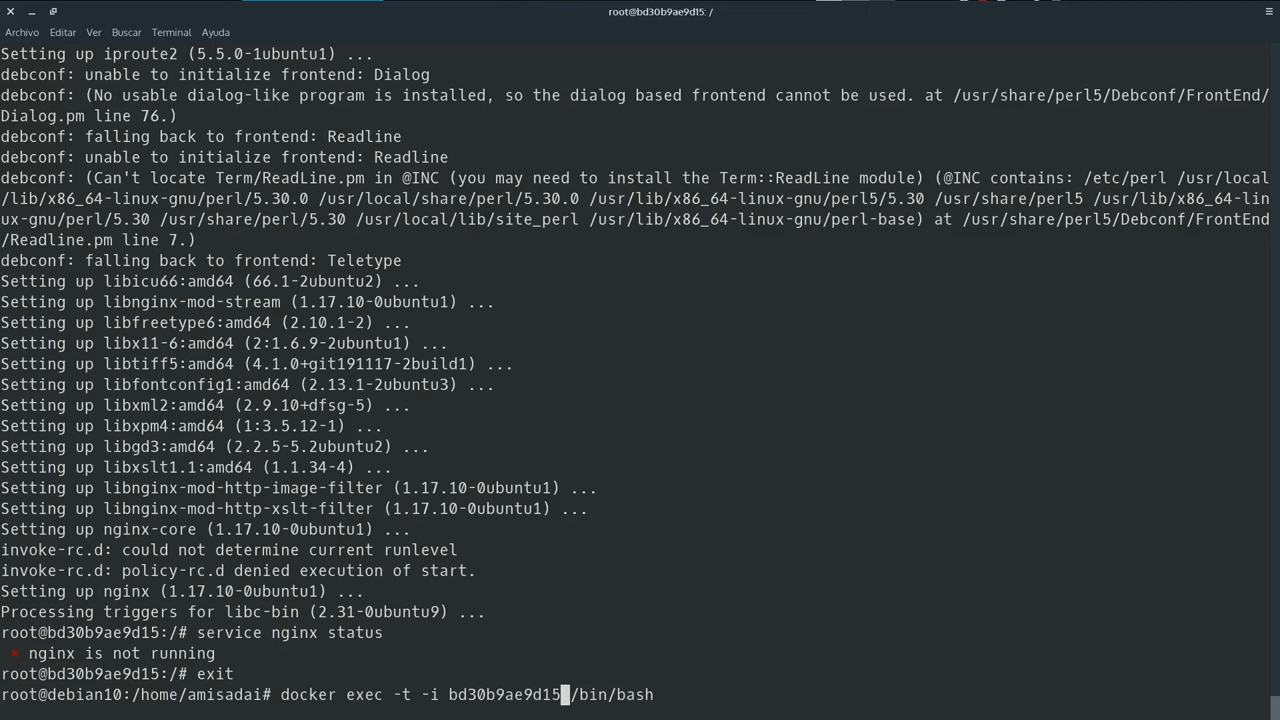 root@bd30b9ae9d15: /
Archivo Editar Ver Buscar Terminal Ayuda
Setting up iproute2 (5.5.0-1ubuntu1) ...
debconf: unable to initialize frontend: Dialog
debconf: (No usable dialog-like program is installed, so the dialog based frontend cannot be used. at /usr/share/perl5/Debconf/FrontEnd/
Dialog.pm line 76.)
debconf: falling back to frontend: Readline
debconf: unable to initialize frontend: Readline
debconf: (Can't locate Term/ReadLine.pm in @INC (you may need to install the Term::ReadLine module) (@INC contains: /etc/perl /usr/local
/lib/x86_64-linux-gnu/perl/5.30.0 /usr/local/share/perl/5.30.0 /usr/lib/x86_64-linux-gnu/perl5/5.30 /usr/share/perl5 /usr/lib/x86_64-lin
ux-gnu/perl/5.30 /usr/share/perl/5.30 /usr/local/lib/site_perl /usr/lib/x86_64-linux-gnu/perl-base) at /usr/share/perl5/Debconf/FrontEnd
/Readline.pm line 7.)
debconf: falling back to frontend: Teletype
Setting up libicu66:amd64 (66.1-2ubuntu2) ...
Setting up libnginx-mod-stream (1.17.10-0ubuntu1) ...
Setting up libfreetype6:amd64 (2.10.1-2) ...
Setting up libx11-6:amd64 (2:1.6.9-2ubuntu1) ...
Setting up libtiff5:amd64 (4.1.0+git191117-2build1) ...
Setting up libfontconfig1:amd64 (2.13.1-2ubuntu3) ...
Setting up libxml2:amd64 (2.9.10+dfsg-5) ...
Setting up libxpm4:amd64 (1:3.5.12-1) ...
Setting up libgd3:amd64 (2.2.5-5.2ubuntu2) ...
Setting up libxslt1.1:amd64 (1.1.34-4) ...
Setting up libnginx-mod-http-image-filter (1.17.10-0ubuntu1) ...
Setting up libnginx-mod-http-xslt-filter (1.17.10-0ubuntu1) ...
Setting up nginx-core (1.17.10-0ubuntu1) ...
invoke-rc.d: could not determine current runlevel
invoke-rc.d: policy-rc.d denied execution of start.
Setting up nginx (1.17.10-0ubuntu1) ...
Processing triggers for libc-bin (2.31-0ubuntu9) ...
root@bd30b9ae9d15:/# service nginx status
* nginx is not running
root@bd30b9ae9d15:/# exit
root@debian10:/home/amisadai# docker exec -t -i bd30b9ae9d15 /bin/bash